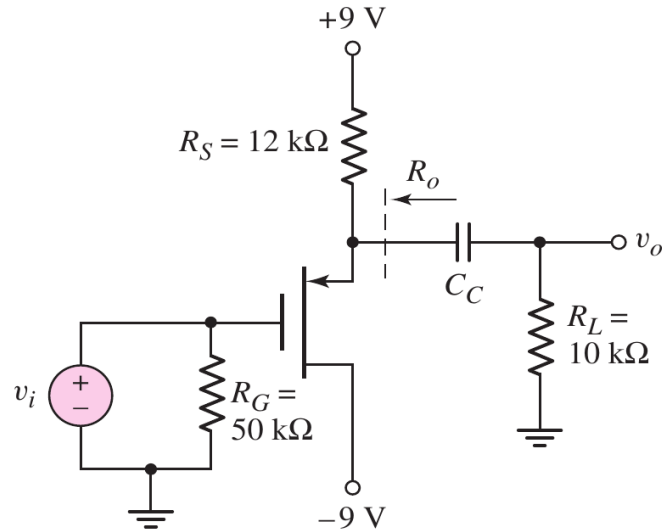 +9 V
R_S = 12 kΩ
R_o
v_o
C_C
R_L =
10 kΩ
v_i
+
−
R_G =
50 kΩ
−9 V